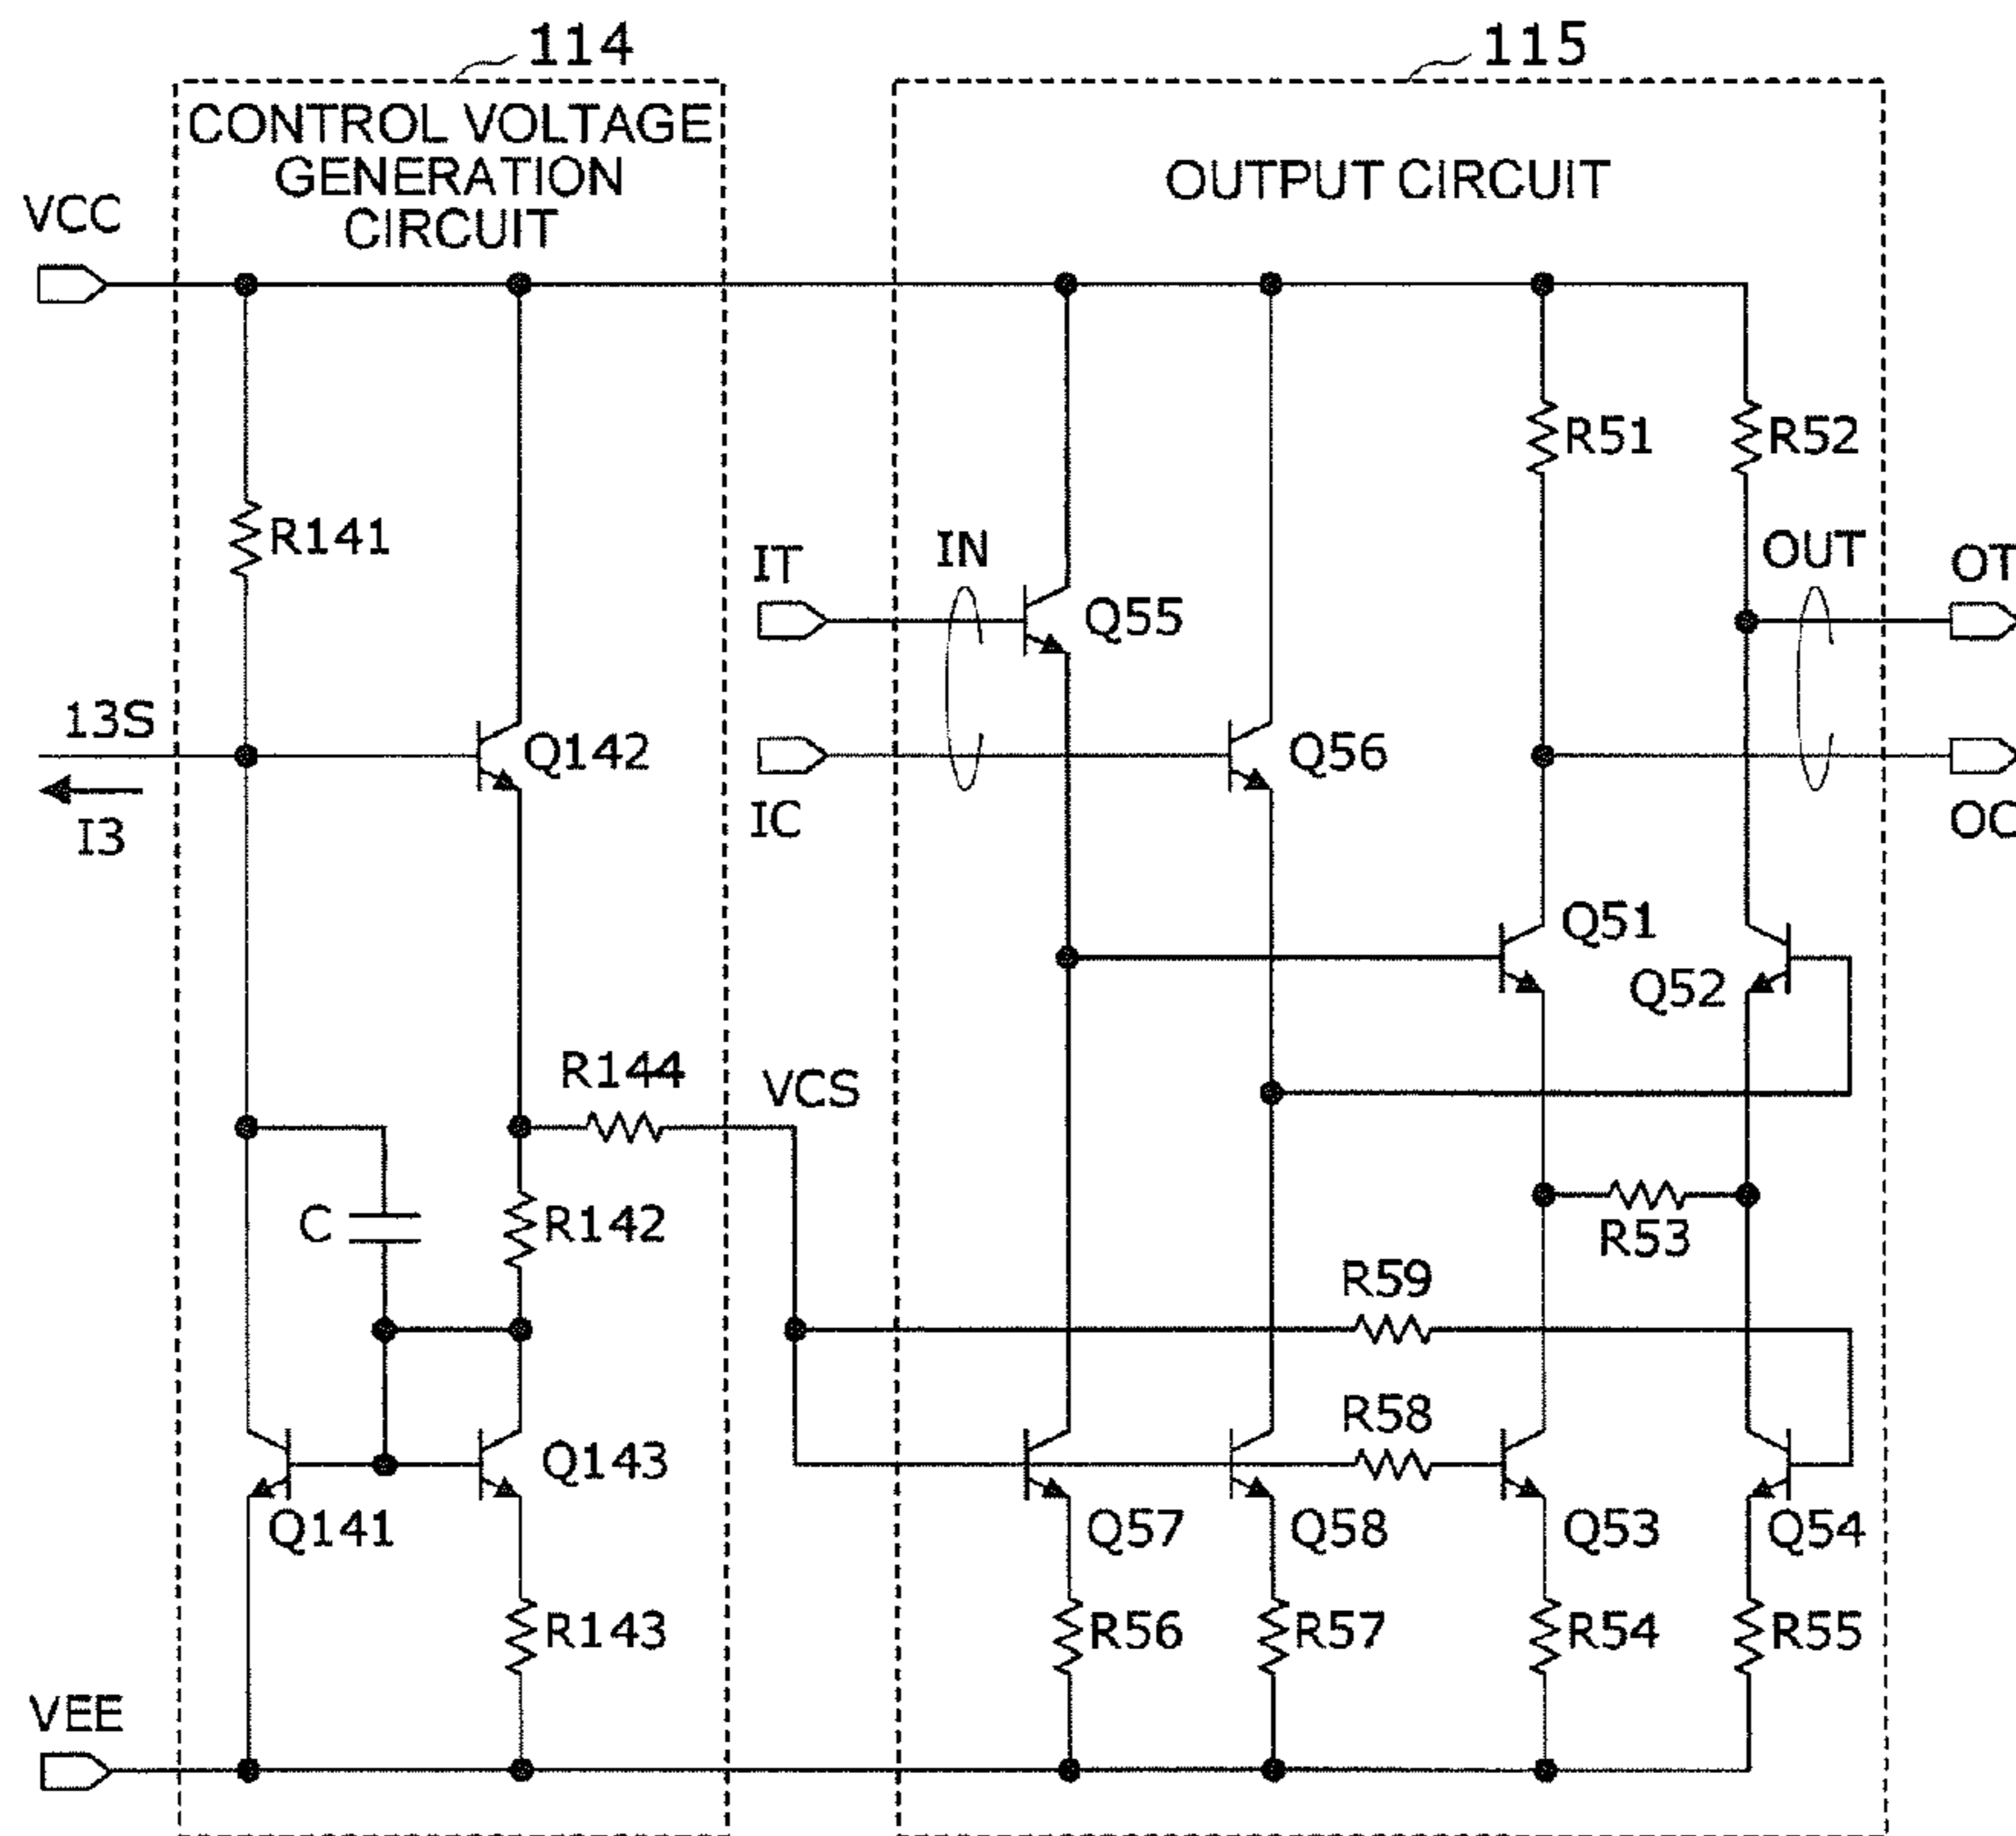 114
115
CONTROL VOLTAGE
GENERATION
CIRCUIT
OUTPUT CIRCUIT
VCC
R51
R52
R141
IT
IN
OUT
OT
Q55
13S
Q142
Q56
I3
IC
OC
Q51
Q52
R144
VCS
C
R142
R53
R59
R58
Q143
Q141
Q57
Q58
Q53
Q54
R143
R56
R57
R54
R55
VEE